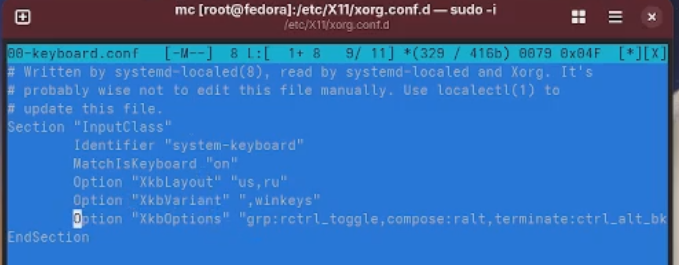 mc [root@fedora]:/etc/X11/xorg.conf.d — sudo -i
/etc/X11/xorg.conf.d
00-keyboard.conf [-M--] 8 L:[ 1+ 8 9/ 11] *(329 / 416b) 0079 0x04F [*][X]
# Written by systemd-localed(8), read by systemd-localed and Xorg. It's
# probably wise not to edit this file manually. Use localectl(1) to
# update this file.
Section "InputClass"
Identifier "system-keyboard"
MatchIsKeyboard "on"
Option "XkbLayout" "us,ru"
Option "XkbVariant" ",winkeys"
Option "XkbOptions" "grp:rctrl_toggle,compose:ralt,terminate:ctrl_alt_bk
EndSection